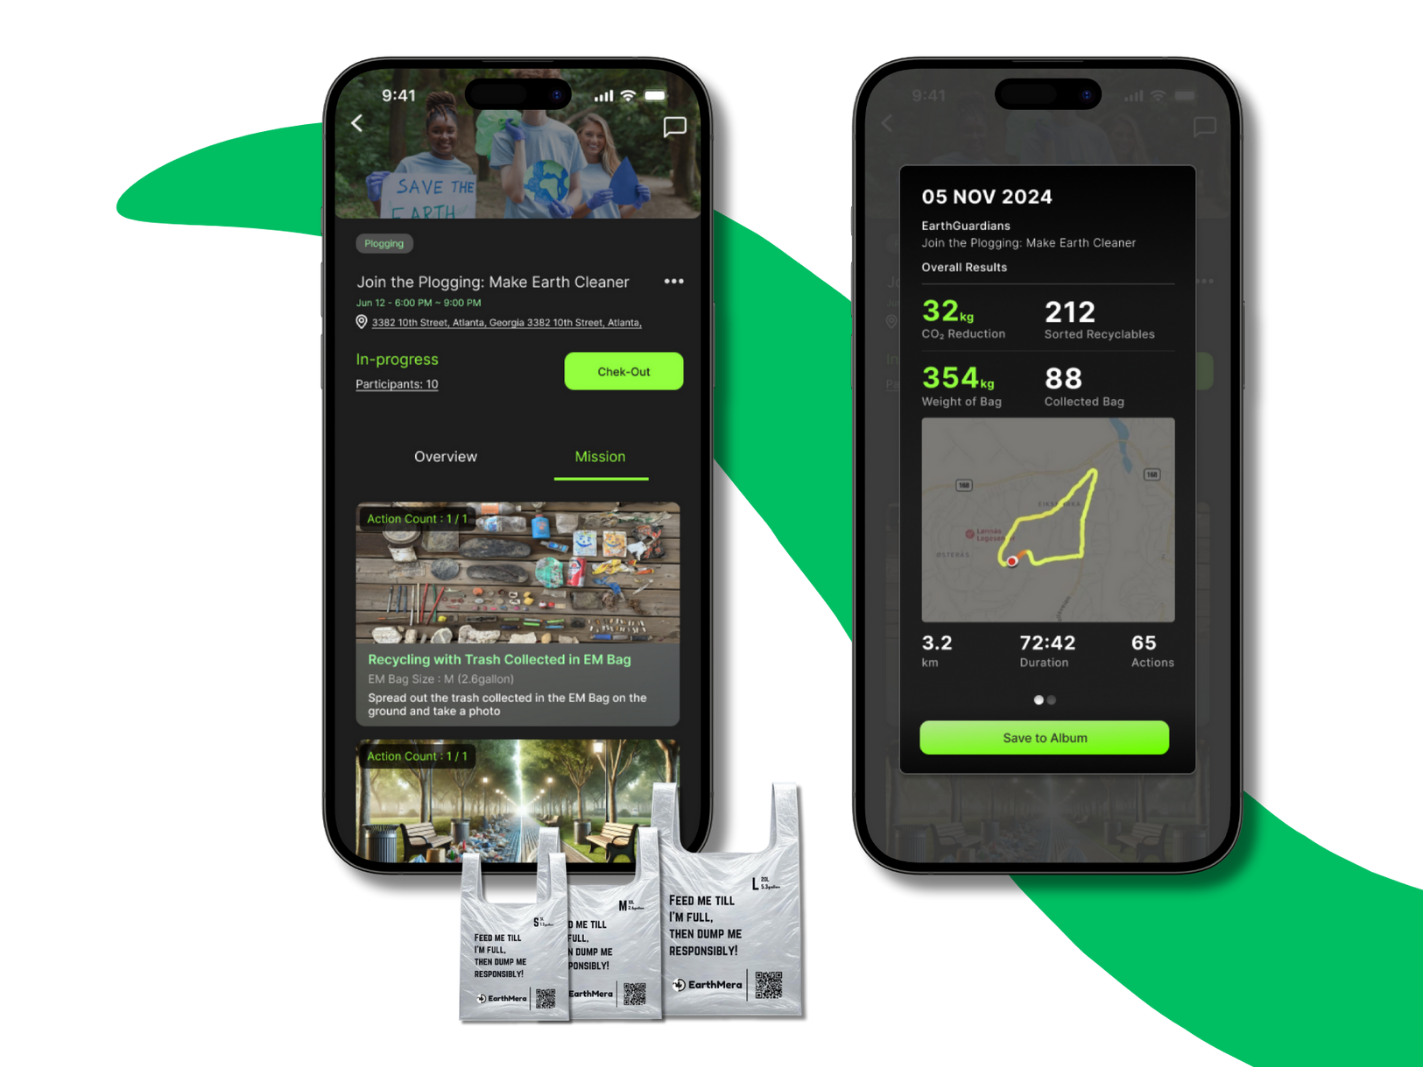 9:41
SAVE THE
EARTH
Plogging
Join the Plogging: Make Earth Cleaner
Jun 12 - 6:00 PM ~ 9:00 PM
3382 10th Street, Atlanta, Georgia 3382 10th Street, Atlanta,
In-progress
Chek-Out
Participants: 10
Overview
Mission
Action Count : 1 / 1
Recycling with Trash Collected in EM Bag
EM Bag Size : M (2.6gallon)
Spread out the trash collected in the EM Bag on the
ground and take a photo
Action Count : 1 / 1
S
FEED ME TILL
I'M FULL,
THEN DUMP ME
RESPONSIBLY!
EarthMera
M
D ME TILL
FULL,
N DUMP ME
PONSIBLY!
EarthMera
L 20L
5.3gallon
FEED ME TILL
I'M FULL,
THEN DUMP ME
RESPONSIBLY!
EarthMera
9:41
05 NOV 2024
EarthGuardians
Join the Plogging: Make Earth Cleaner
Overall Results
32kg
CO₂ Reduction
212
Sorted Recyclables
354kg
Weight of Bag
88
Collected Bag
168
168
OSTEREG
3.2
km
72:42
Duration
65
Actions
Save to Album